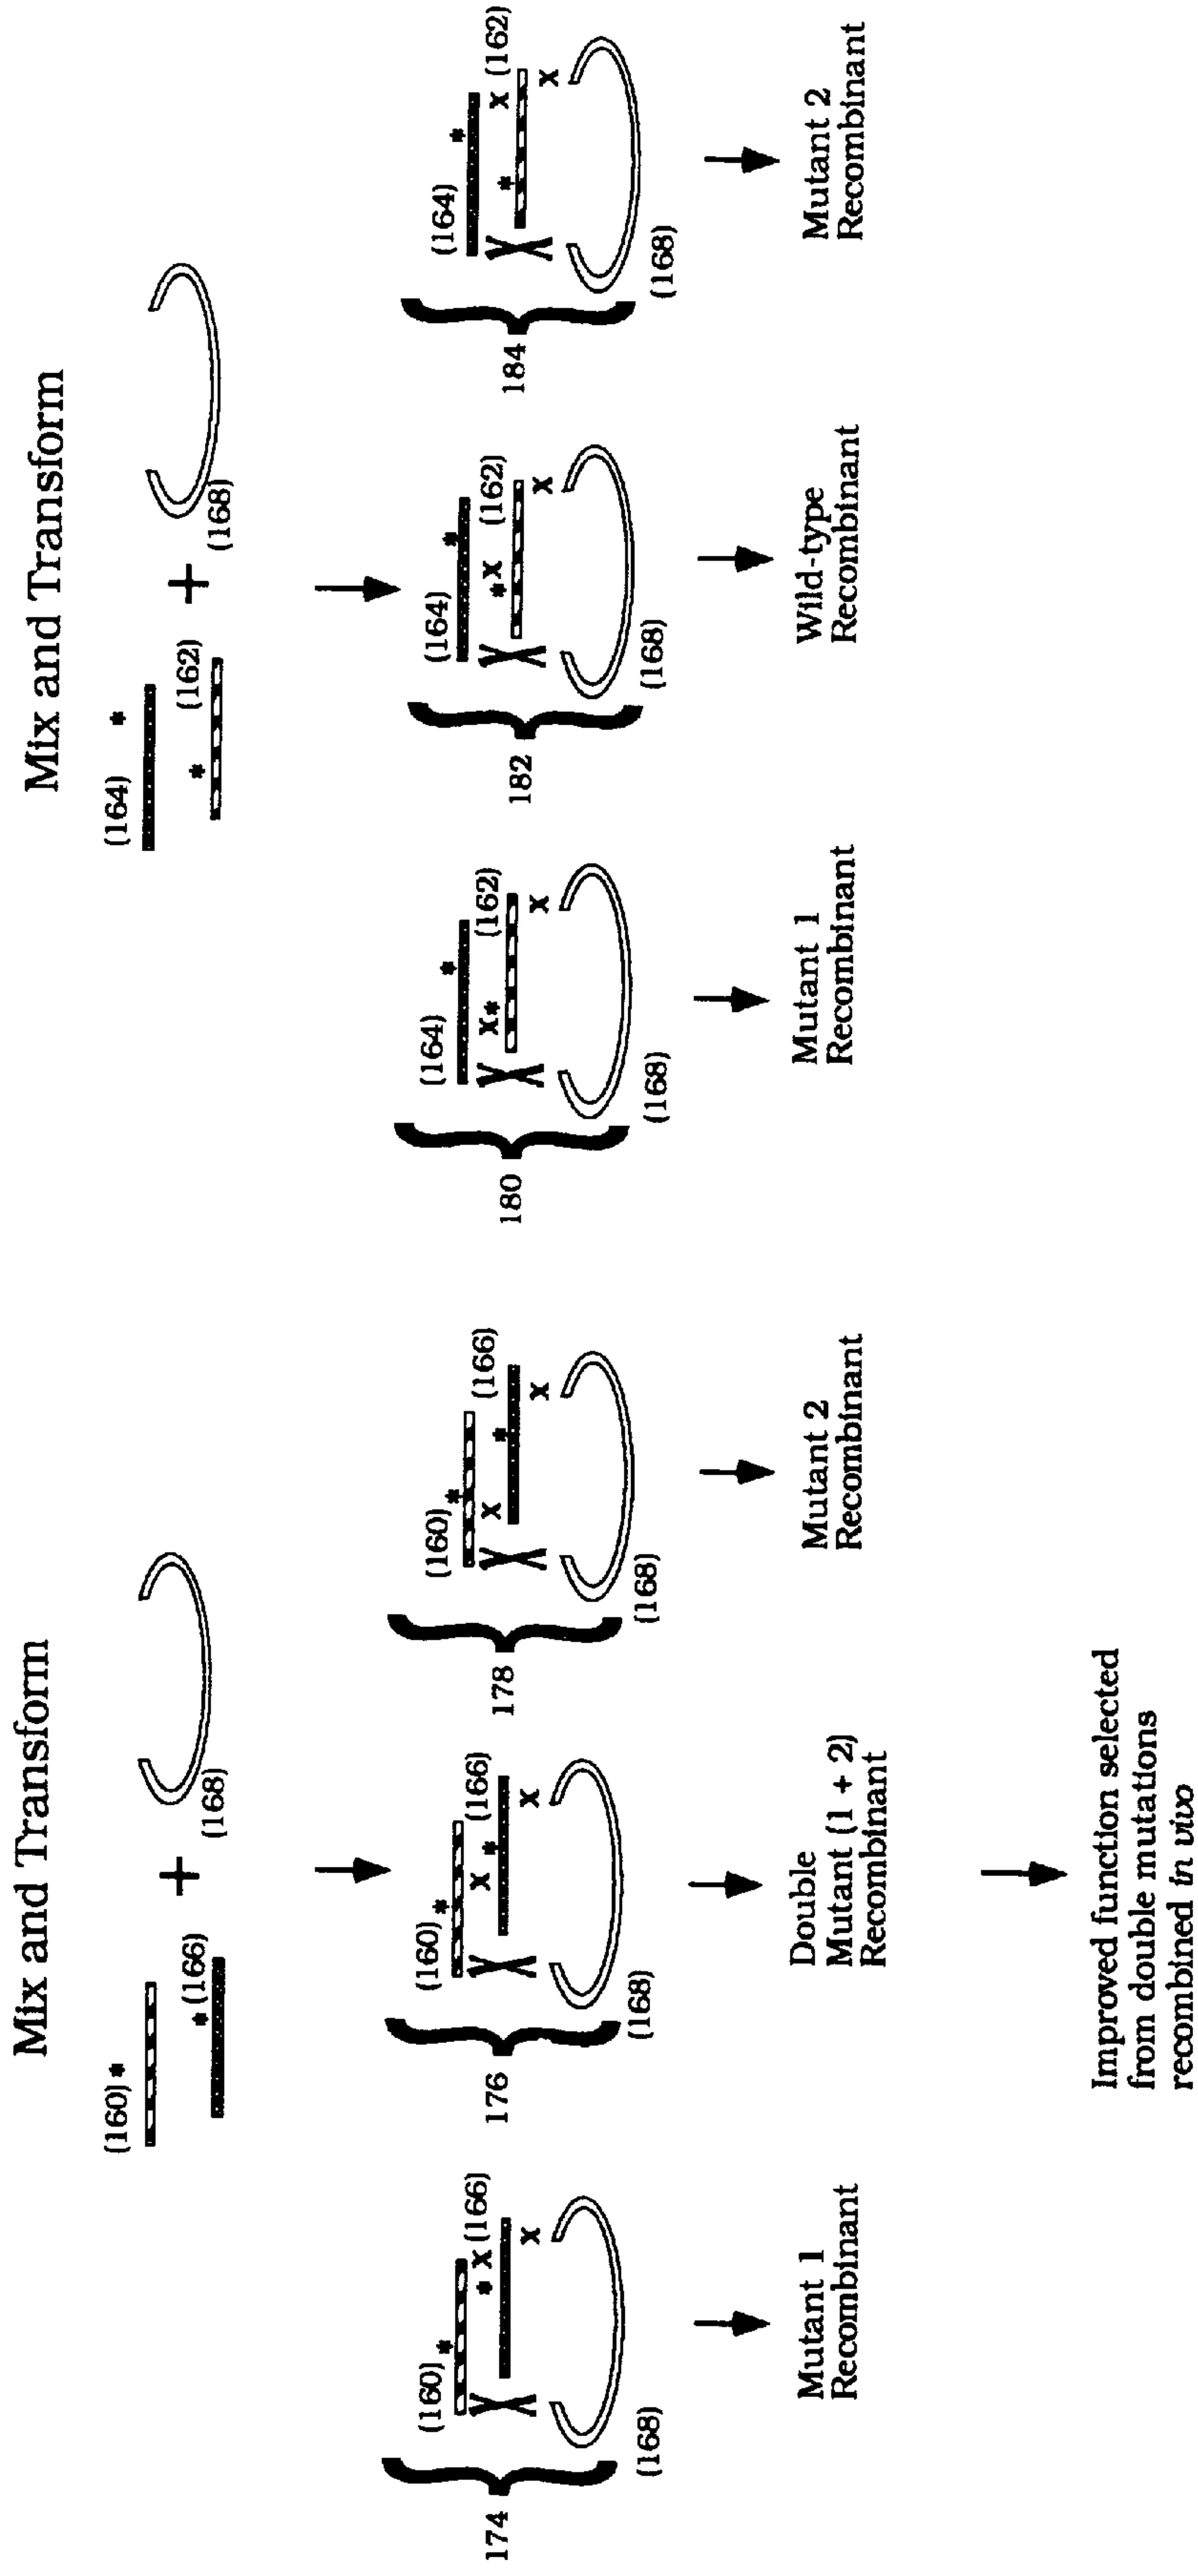 Mix and Transform
(160) *
* (166)
+
(168)
174
(160)
*
* X (166)
X
(168)
Mutant 1
Recombinant
176
(160)
*
X * (166)
X
(168)
Double
Mutant (1 + 2)
Recombinant
Improved function selected
from double mutations
recombined in vivo
178
(160)
*
X * (166)
X
(168)
Mutant 2
Recombinant
Mix and Transform
(164) *
* (162)
+
(168)
180
(164)
*
X * (162)
X
(168)
Mutant 1
Recombinant
182
(164)
*
* X (162)
X
(168)
Wild-type
Recombinant
184
(164)
*
* X (162)
X
(168)
Mutant 2
Recombinant